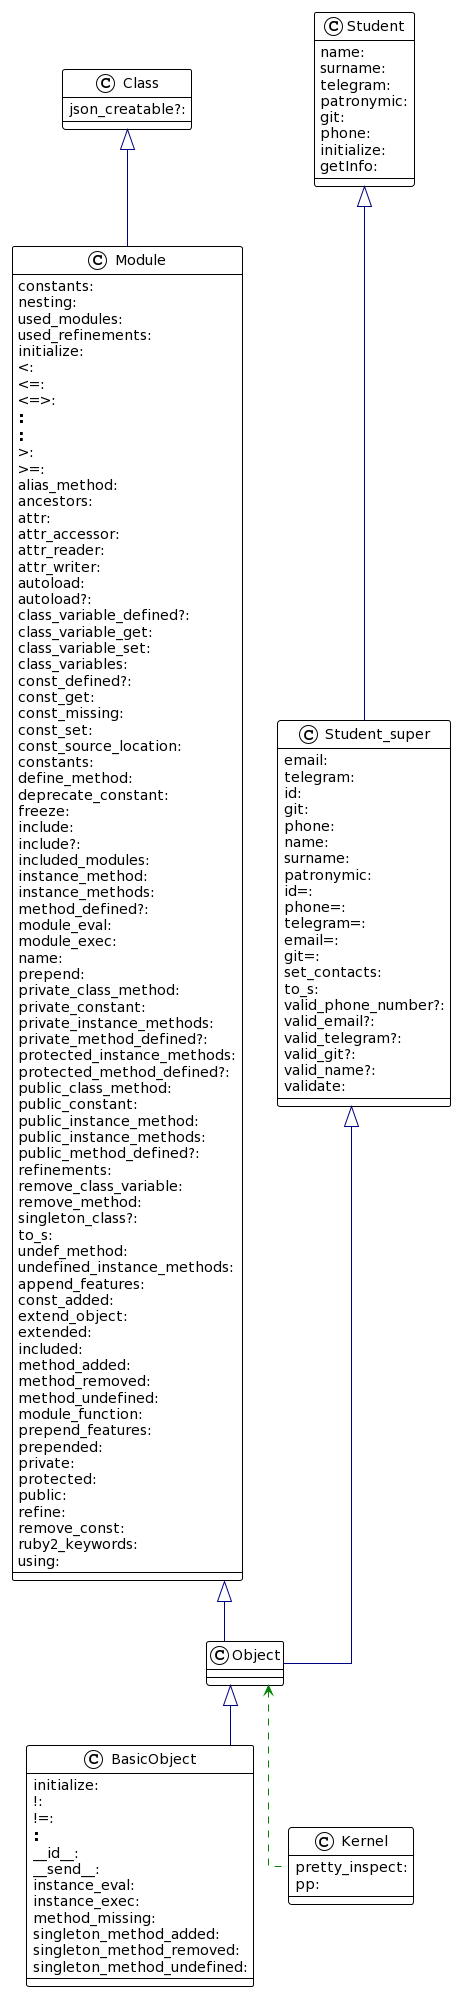 C Student
name:
surname:
telegram:
patronymic:
git:
phone:
initialize:
getInfo:
C Class
json_creatable?:
C Module
constants:
nesting:
used_modules:
used_refinements:
initialize:
<:
<=:
<=>:
:
:
>:
>=:
alias_method:
ancestors:
attr:
attr_accessor:
attr_reader:
attr_writer:
autoload:
autoload?:
class_variable_defined?:
class_variable_get:
class_variable_set:
class_variables:
const_defined?:
const_get:
const_missing:
const_set:
const_source_location:
constants:
define_method:
deprecate_constant:
freeze:
include:
include?:
included_modules:
instance_method:
instance_methods:
method_defined?:
module_eval:
module_exec:
name:
prepend:
private_class_method:
private_constant:
private_instance_methods:
private_method_defined?:
protected_instance_methods:
protected_method_defined?:
public_class_method:
public_constant:
public_instance_method:
public_instance_methods:
public_method_defined?:
refinements:
remove_class_variable:
remove_method:
singleton_class?:
to_s:
undef_method:
undefined_instance_methods:
append_features:
const_added:
extend_object:
extended:
included:
method_added:
method_removed:
method_undefined:
module_function:
prepend_features:
prepended:
private:
protected:
public:
refine:
remove_const:
ruby2_keywords:
using:
C Student_super
email:
telegram:
id:
git:
phone:
name:
surname:
patronymic:
id=:
phone=:
telegram=:
email=:
git=:
set_contacts:
to_s:
valid_phone_number?:
valid_email?:
valid_telegram?:
valid_git?:
valid_name?:
validate:
C Object
C BasicObject
initialize:
!:
!=:
:
__id__:
__send__:
instance_eval:
instance_exec:
method_missing:
singleton_method_added:
singleton_method_removed:
singleton_method_undefined:
C Kernel
pretty_inspect:
pp: